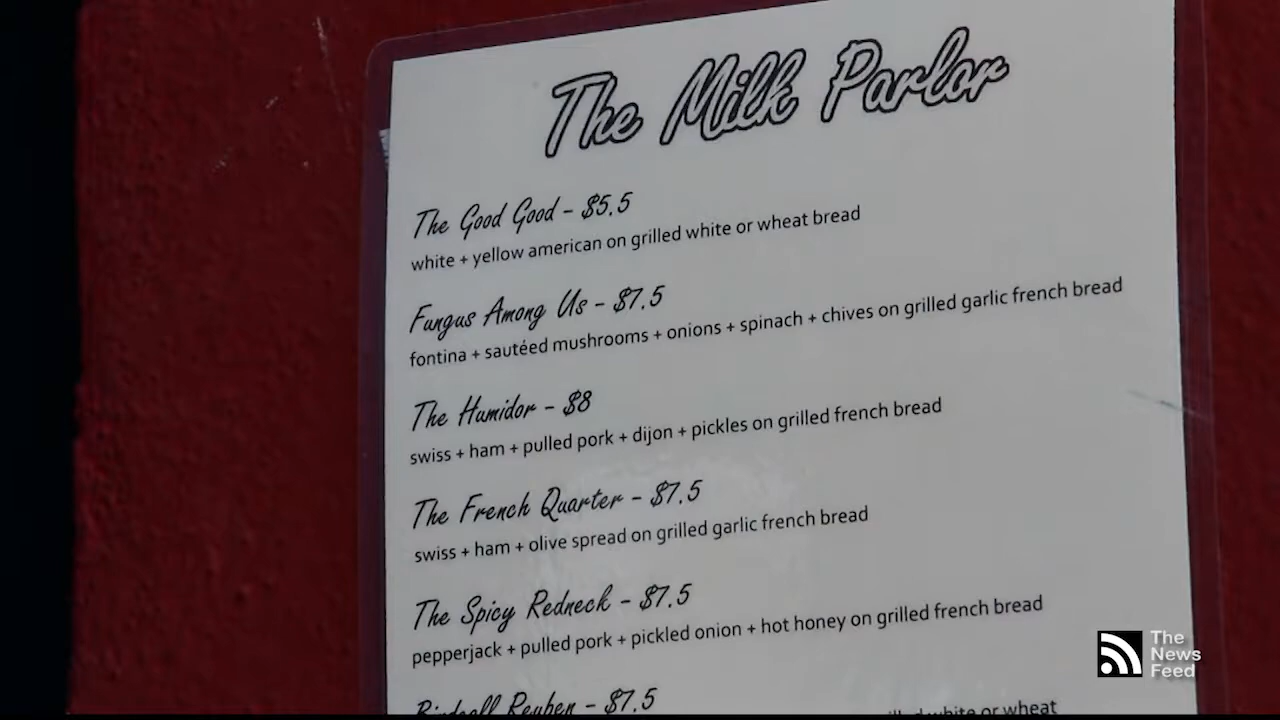 The Milk Parlor
The Good Good - $5.5
white + yellow american on grilled white or wheat bread
Fungus Among Us - $7.5
fontina + sautéed mushrooms + onions + spinach + chives on grilled garlic french bread
The Humidor - $8
swiss + ham + pulled pork + dijon + pickles on grilled french bread
The French Quarter - $7.5
swiss + ham + olive spread on grilled garlic french bread
The Spicy Redneck - $7.5
pepperjack + pulled pork + pickled onion + hot honey on grilled french bread
Reuben - $7.5
white or wheat
The
News
Feed